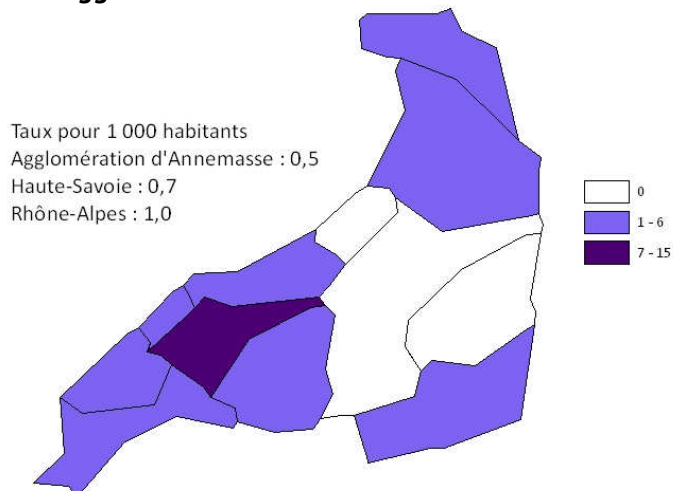 Taux pour 1 000 habitants
Agglomération d'Annemasse : 0,5
Haute-Savoie : 0,7
Rhône-Alpes : 1,0
0
1 - 6
7 - 15